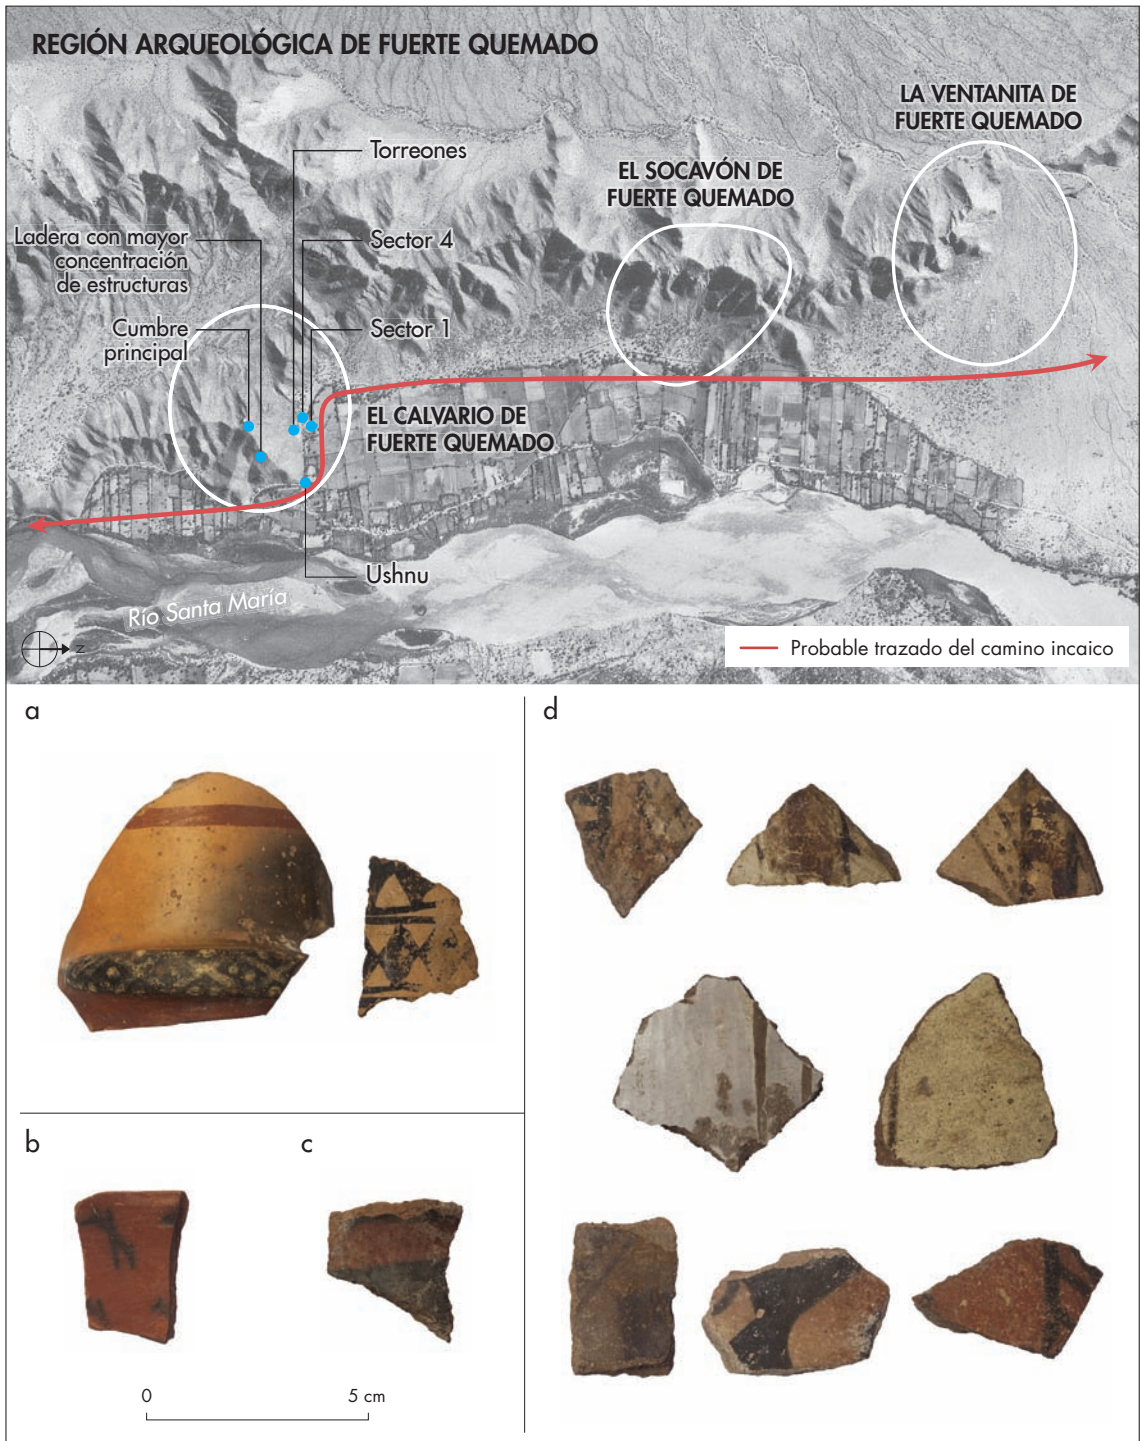 REGIÓN ARQUEOLÓGICA DE FUERTE QUEMADO
LA VENTANITA DE
FUERTE QUEMADO
Torreones
EL SOCAVÓN DE
FUERTE QUEMADO
Ladera con mayor
concentración
de estructuras
Sector 4
Cumbre
principal
Sector 1
EL CALVARIO DE
FUERTE QUEMADO
Ushnu
Río Santa María
Z
Probable trazado del camino incaico
a
d
b
c
0
5 cm